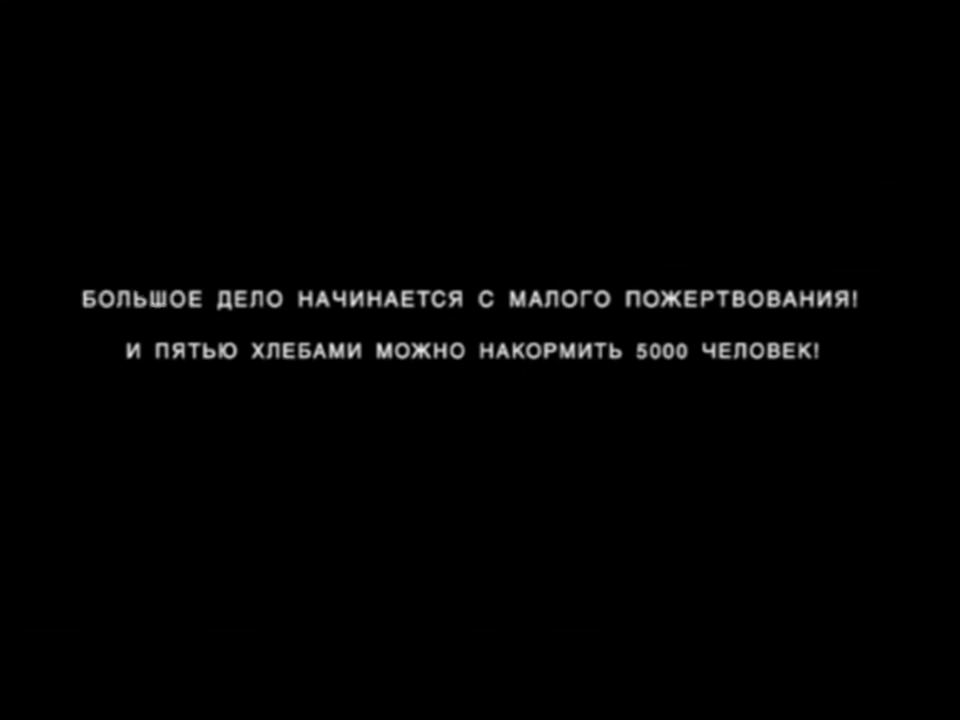 БОЛЬШОЕ ДЕЛО НАЧИНАЕТСЯ С МАЛОГО ПОЖЕРТВОВАНИЯ!
И ПЯТЬЮ ХЛЕБАМИ МОЖНО НАКОРМИТЬ 5000 ЧЕЛОВЕК!